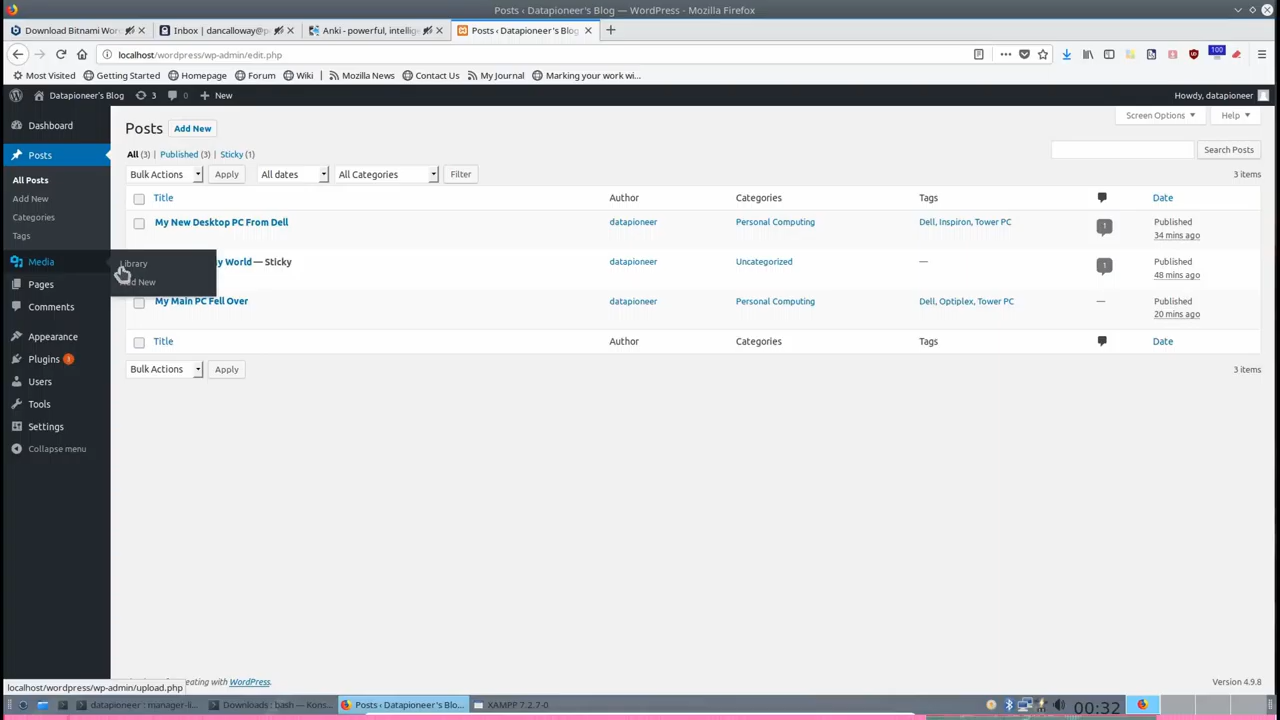 Posts ‹ Datapioneer's Blog — WordPress - Mozilla Firefox
Download Bitnami Wor
Inbox | dancalloway@p
Anki - powerful, intellige
Posts ‹ Datapioneer's Blog
localhost/wordpress/wp-admin/edit.php
100
Most Visited
Getting Started
Homepage
Forum
Wiki
Mozilla News
Contact Us
My Journal
Marking your work wi...
Datapioneer's Blog
3
0
New
Howdy, datapioneer
Dashboard
Posts
All Posts
Add New
Categories
Tags
Media
Library
Add New
Pages
Comments
Appearance
Plugins 1
Users
Tools
Settings
Collapse menu
Posts Add New
Screen Options
Help
All (3) | Published (3) | Sticky (1)
Search Posts
Bulk Actions Apply All dates All Categories Filter 3 items
Title Author Categories Tags Date
My New Desktop PC From Dell datapioneer Personal Computing Dell, Inspiron, Tower PC 1 Published
34 mins ago
y World — Sticky datapioneer Uncategorized — 1 Published
48 mins ago
My Main PC Fell Over datapioneer Personal Computing Dell, Optiplex, Tower PC — Published
20 mins ago
Title Author Categories Tags Date
Bulk Actions Apply 3 items
eating with WordPress.
Version 4.9.8
localhost/wordpress/wp-admin/upload.php
datapioneer : manager-li...
Downloads : bash — Kons...
Posts ‹ Datapioneer's Blo...
XAMPP 7.2.7-0
00:32